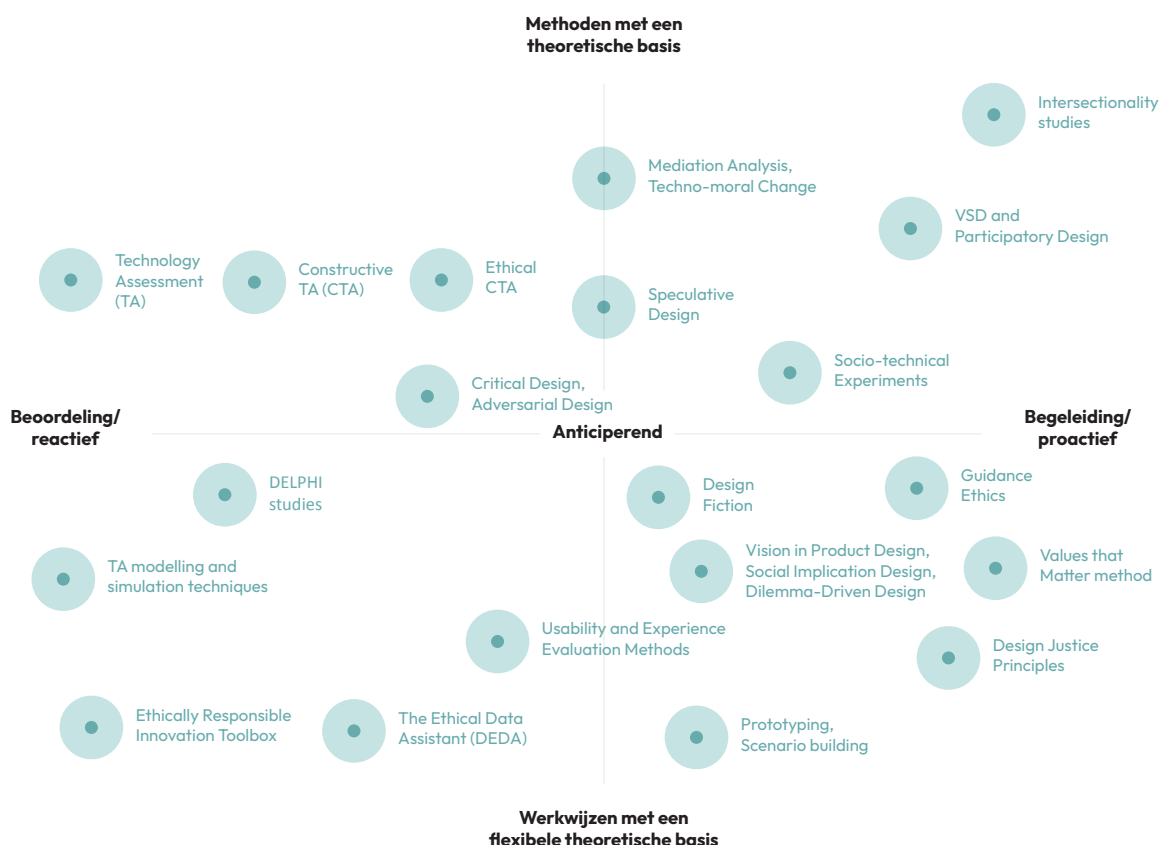 Methoden met een
theoretische basis
Intersectionality
studies
Mediation Analysis,
Techno-moral Change
VSD and
Participatory Design
Technology
Assessment
(TA)
Constructive
TA (CTA)
Ethical
CTA
Speculative
Design
Socio-technical
Experiments
Critical Design,
Adversarial Design
Beoordeling/
reactief
Anticiperend
Begeleiding/
proactief
DELPHI
studies
Design
Fiction
Guidance
Ethics
TA modelling and
simulation techniques
Vision in Product Design,
Social Implication Design,
Dilemma-Driven Design
Values that
Matter method
Usability and Experience
Evaluation Methods
Design Justice
Principles
Ethically Responsible
Innovation Toolbox
The Ethical Data
Assistant (DEDA)
Prototyping,
Scenario building
Werkwijzen met een
flexibele theoretische basis